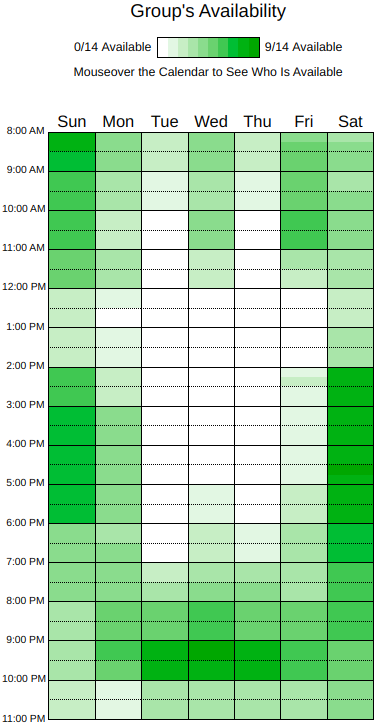 Group's Availability
0/14 Available 9/14 Available
Mouseover the Calendar to See Who Is Available
Sun Mon Tue Wed Thu Fri Sat
8:00 AM
9:00 AM
10:00 AM
11:00 AM
12:00 PM
1:00 PM
2:00 PM
3:00 PM
4:00 PM
5:00 PM
6:00 PM
7:00 PM
8:00 PM
9:00 PM
10:00 PM
11:00 PM